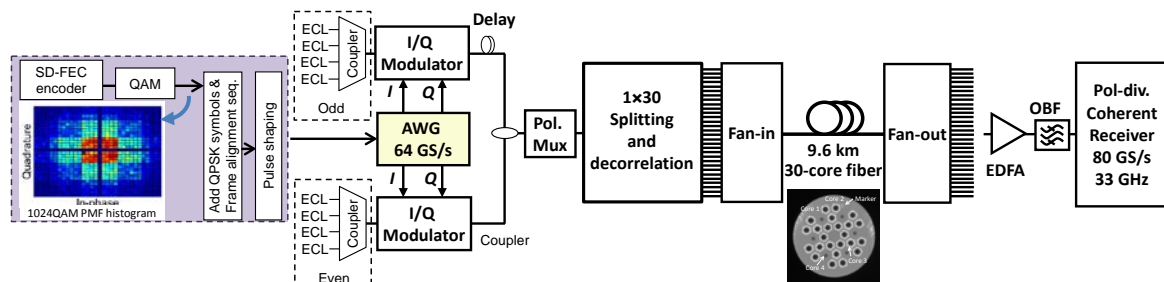 SD-FEC
encoder
QAM
Quadrature
In-phase
1024QAM PMF histogram
Add QPSK symbols &
Frame alignment seq.
Pulse shaping
ECL
ECL
ECL
ECL
Coupler
Odd
I/Q
Modulator
Delay
I
Q
AWG
64 GS/s
I
Q
ECL
ECL
ECL
ECL
Coupler
Even
I/Q
Modulator
Coupler
Pol.
Mux
1×30
Splitting
and
decorrelation
Fan-in
9.6 km
30-core fiber
Core 2
Marker
Core 1
Core 3
Core 4
Fan-out
EDFA
OBF
Pol-div.
Coherent
Receiver
80 GS/s
33 GHz